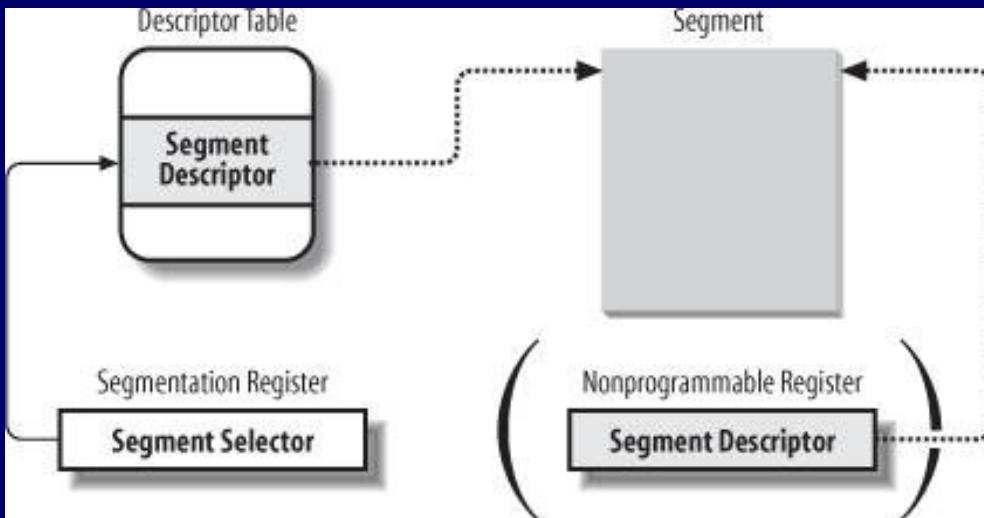 Descriptor Table
Segment
Segment
Descriptor
Segmentation Register
Nonprogrammable Register
Segment Selector
Segment Descriptor